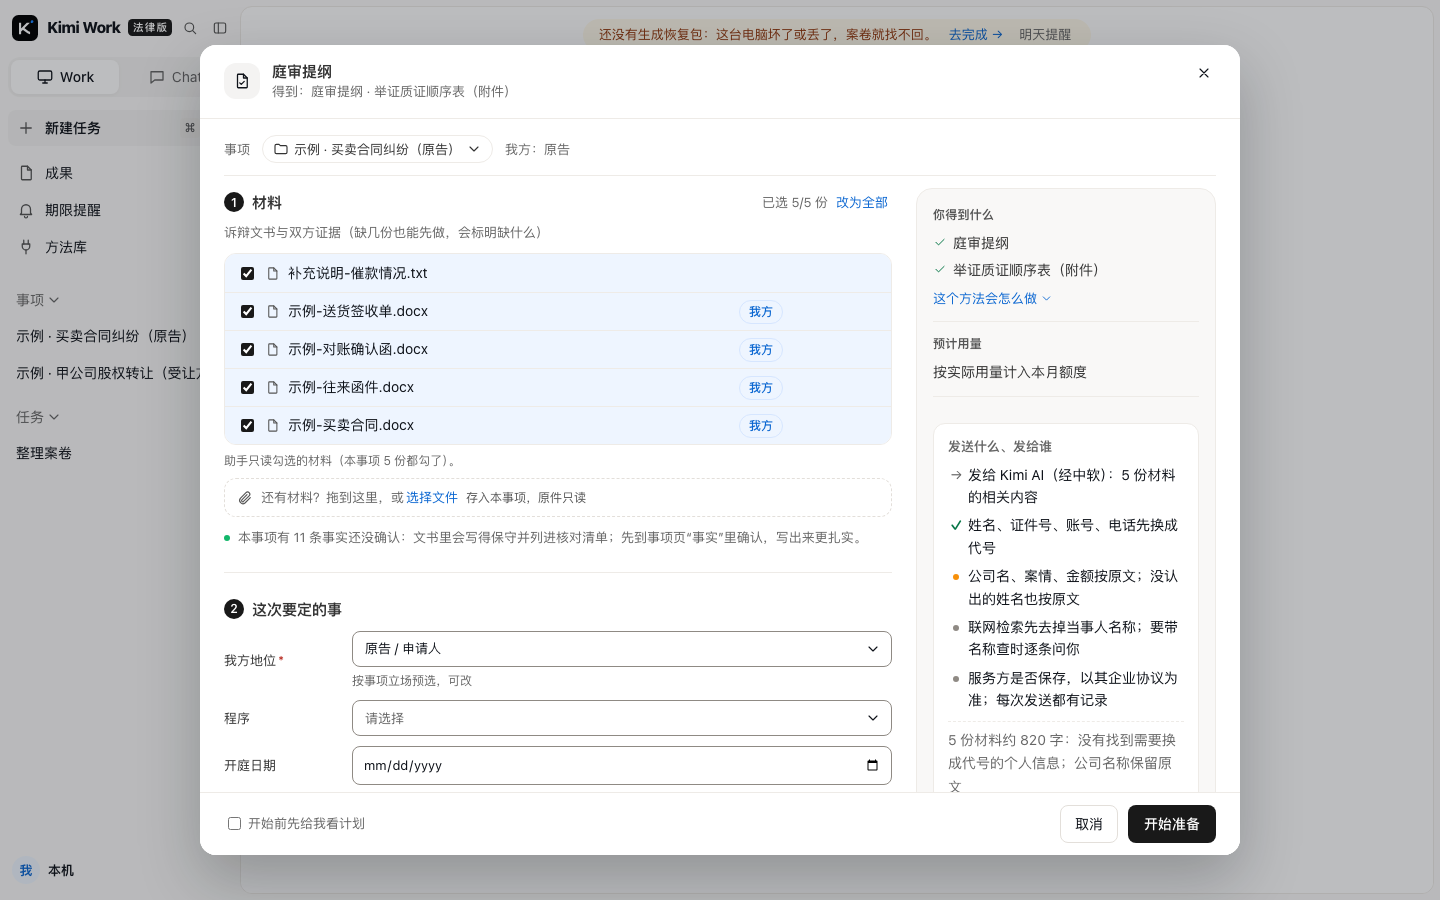 Kimi Work 法律版
还没有生成恢复包：这台电脑坏了或丢了，案卷就找不回。 去完成 → 明天提醒
Work
Chat
新建任务 ⌘
成果
期限提醒
方法库
事项
示例 · 买卖合同纠纷（原告）
示例 · 甲公司股权转让（受让
任务
整理案卷
我 本机
庭审提纲
得到：庭审提纲 · 举证质证顺序表（附件）
事项 示例 · 买卖合同纠纷（原告） 我方：原告
1 材料 已选 5/5 份 改为全部
诉辩文书与双方证据（缺几份也能先做，会标明缺什么）
补充说明-催款情况.txt
示例-送货签收单.docx 我方
示例-对账确认函.docx 我方
示例-往来函件.docx 我方
示例-买卖合同.docx 我方
助手只读勾选的材料（本事项 5 份都勾了）。
还有材料？拖到这里，或 选择文件 存入本事项，原件只读
本事项有 11 条事实还没确认：文书里会写得保守并列进核对清单；先到事项页“事实”里确认，写出来更扎实。
2 这次要定的事
我方地位 * 原告 / 申请人
按事项立场预选，可改
程序 请选择
开庭日期 mm/dd/yyyy
你得到什么
庭审提纲
举证质证顺序表（附件）
这个方法会怎么做
预计用量
按实际用量计入本月额度
发送什么、发给谁
→ 发给 Kimi AI（经中软）：5 份材料
的相关内容
姓名、证件号、账号、电话先换成
代号
公司名、案情、金额按原文；没认
出的姓名也按原文
联网检索先去掉当事人名称；要带
名称查时逐条问你
服务方是否保存，以其企业协议为
准；每次发送都有记录
5 份材料约 820 字：没有找到需要换
成代号的个人信息；公司名称保留原
文
开始前先给我看计划
取消 开始准备